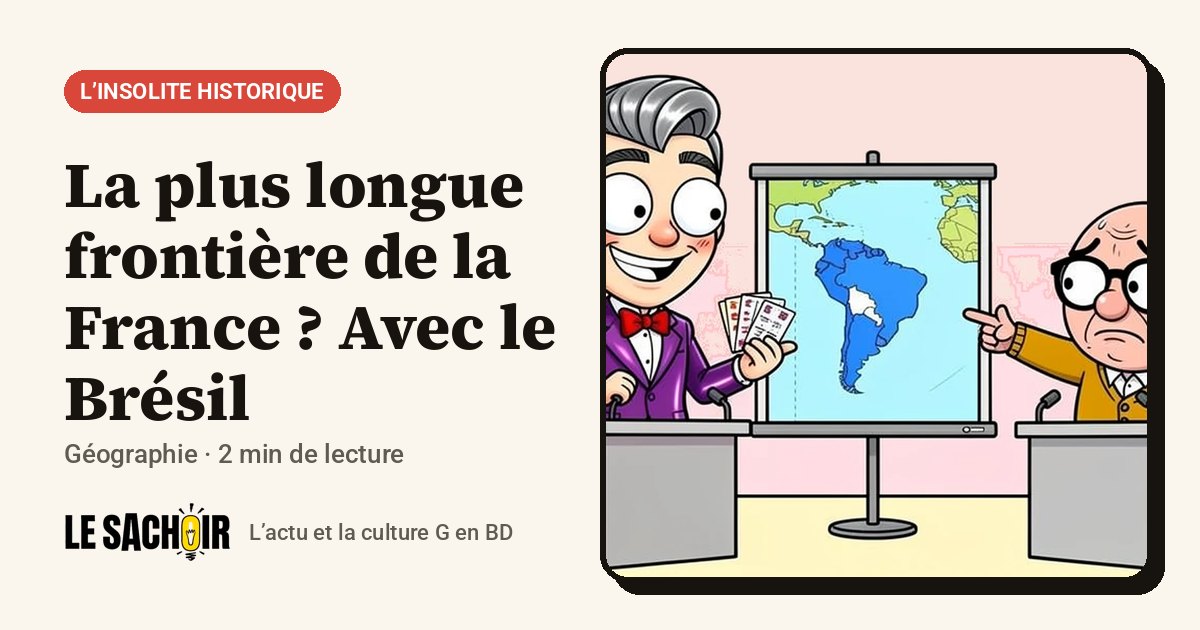 L’INSOLITE HISTORIQUE
La plus longue
frontière de la
France ? Avec le
Brésil
Géographie · 2 min de lecture
LE SACHOIR
L’actu et la culture G en BD